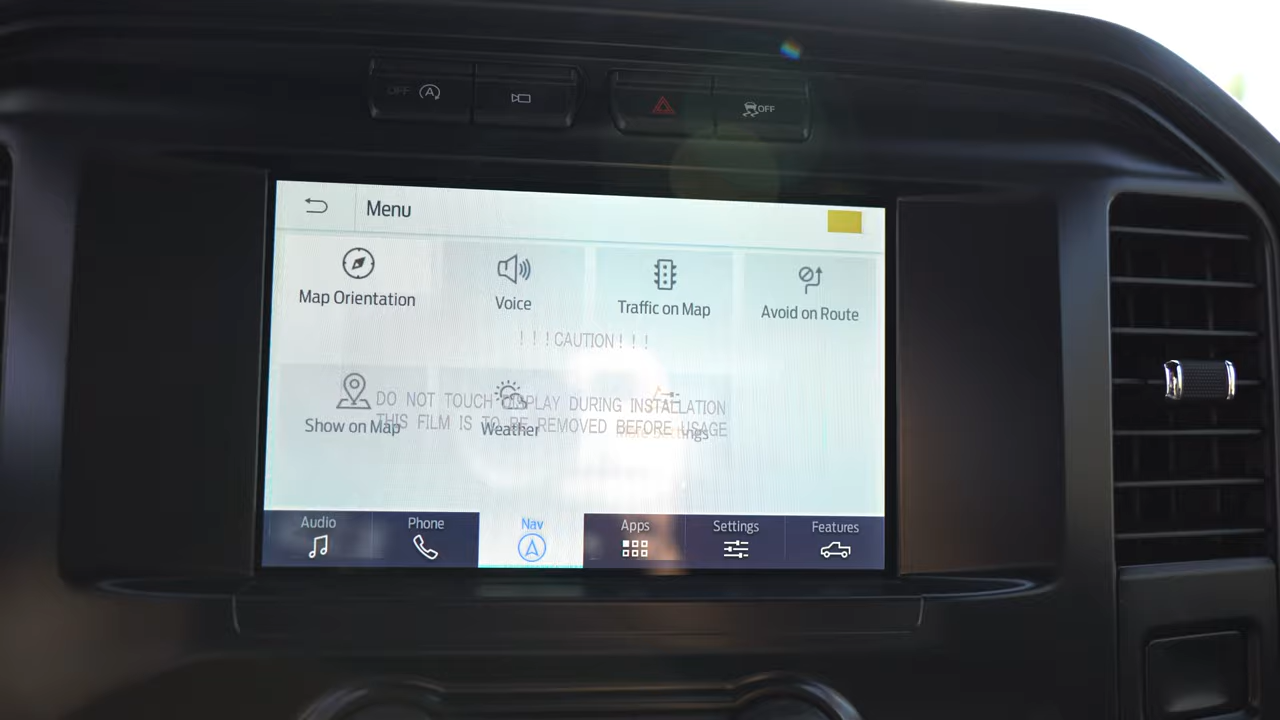 OFF A
OFF
Menu
Map Orientation
Voice
Traffic on Map
Avoid on Route
! ! ! CAUTION ! ! !
DO NOT TOUCH DISPLAY DURING INSTALLATION
THIS FILM IS TO BE REMOVED BEFORE USAGE
Show on Map
Weather
Audio
Phone
Nav
Apps
Settings
Features